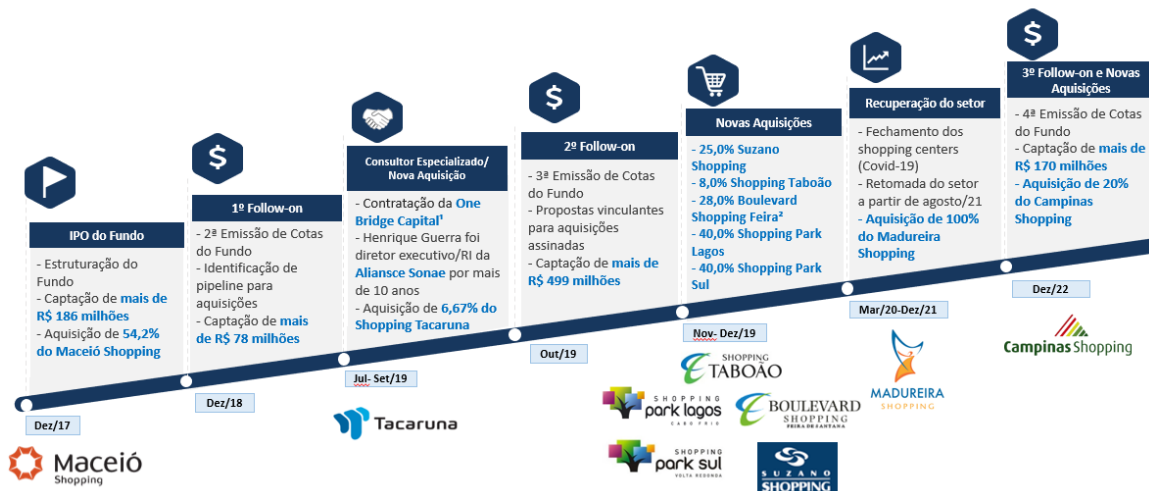 IPO do Fundo
- Estruturação do
Fundo
- Captação de mais de
R$ 186 milhões
- Aquisição de 54,2%
do Maceió Shopping
Dez/17
Maceió
Shopping
$
1º Follow-on
- 2ª Emissão de Cotas
do Fundo
- Identificação de
pipeline para
aquisições
- Captação de mais
de R$ 78 milhões
Dez/18
Consultor Especializado/
Nova Aquisição
- Contratação da One
Bridge Capital¹
- Henrique Guerra foi
diretor executivo/RI da
Aliansce Sonae por mais
de 10 anos
- Aquisição de 6,67% do
Shopping Tacaruna
Jul- Set/19
Tacaruna
$
2º Follow-on
- 3ª Emissão de Cotas
do Fundo
- Propostas vinculantes
para aquisições
assinadas
- Captação de mais de
R$ 499 milhões
Out/19
Novas Aquisições
- 25,0% Suzano
Shopping
- 8,0% Shopping Taboão
- 28,0% Boulevard
Shopping Feira²
- 40,0% Shopping Park
Lagos
- 40,0% Shopping Park
Sul
Nov- Dez/19
SHOPPING
TABOÃO
SHOPPING
park lagos
CABO FRIO
BOULEVARD
SHOPPING
FEIRA DE SANTANA
SHOPPING
park sul
VOLTA REDONDA
SUZANO
SHOPPING
Recuperação do setor
- Fechamento dos
shopping centers
(Covid-19)
- Retomada do setor
a partir de agosto/21
- Aquisição de 100%
do Madureira
Shopping
Mar/20-Dez/21
MADUREIRA
SHOPPING
$
3º Follow-on e Novas
Aquisições
- 4ª Emissão de Cotas
do Fundo
- Captação de mais de
R$ 170 milhões
- Aquisição de 20%
do Campinas
Shopping
Dez/22
Campinas Shopping